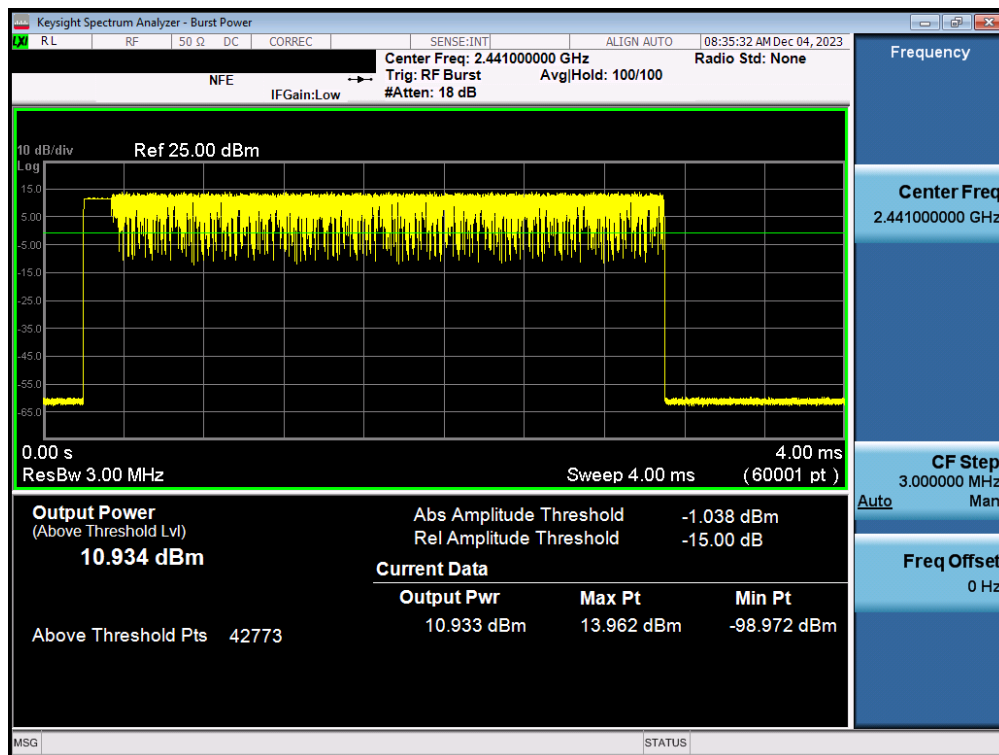 Keysight Spectrum Analyzer - Burst Power
LXI RL RF 50 Ω DC CORREC SENSE:INT ALIGN AUTO 08:35:32 AM Dec 04, 2023
Center Freq: 2.441000000 GHz Radio Std: None
NFE Trig: RF Burst Avg|Hold: 100/100
IFGain:Low #Atten: 18 dB
Frequency
10 dB/div Ref 25.00 dBm
Log
15.0
5.00
-5.00
-15.0
-25.0
-35.0
-45.0
-55.0
-65.0
0.00 s 4.00 ms
ResBw 3.00 MHz Sweep 4.00 ms (60001 pt)
Center Freq
2.441000000 GHz
CF Step
3.000000 MHz
Auto Man
Freq Offset
0 Hz
Output Power
(Above Threshold Lvl)
10.934 dBm
Above Threshold Pts 42773
Abs Amplitude Threshold -1.038 dBm
Rel Amplitude Threshold -15.00 dB
Current Data
Output Pwr Max Pt Min Pt
10.933 dBm 13.962 dBm -98.972 dBm
MSG STATUS